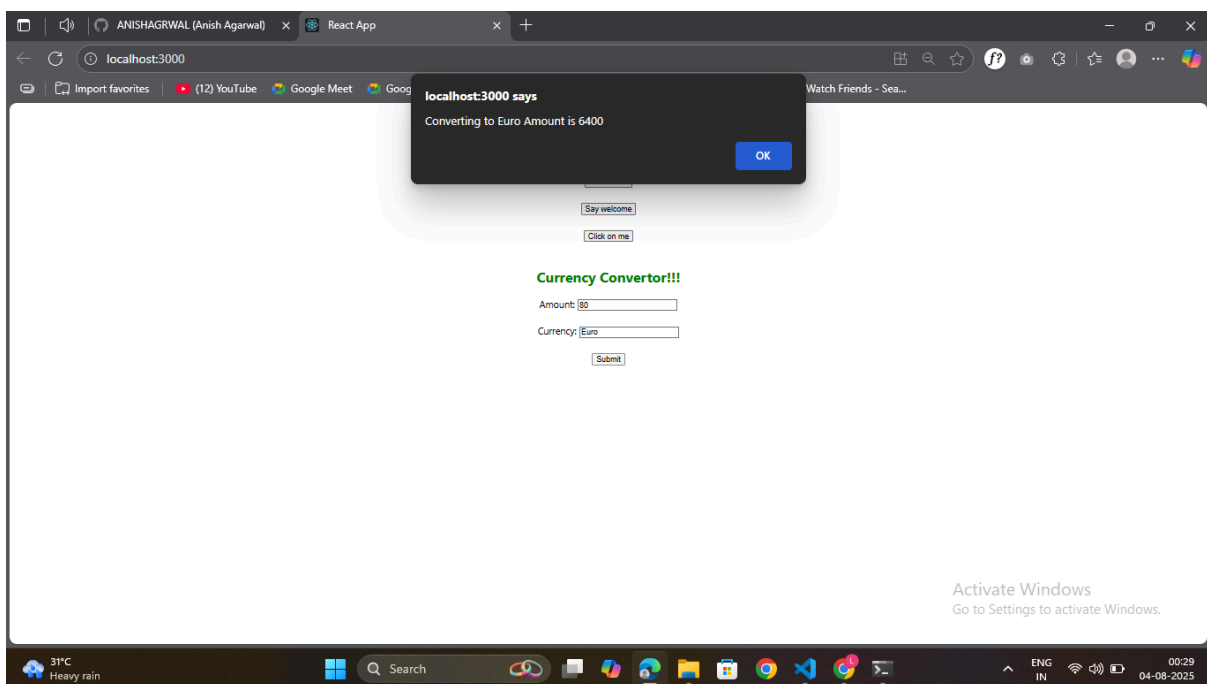 ANISHAGRWAL (Anish Agarwal)
React App
localhost:3000
f?
Import favorites
(12) YouTube
Google Meet
Goog
Watch Friends - Sea...
localhost:3000 says
Converting to Euro Amount is 6400
OK
Say welcome
Click on me
Currency Convertor!!!
Amount: 80
Currency: Euro
Submit
Activate Windows
Go to Settings to activate Windows.
31°C
Heavy rain
Search
ENG
IN
00:29
04-08-2025